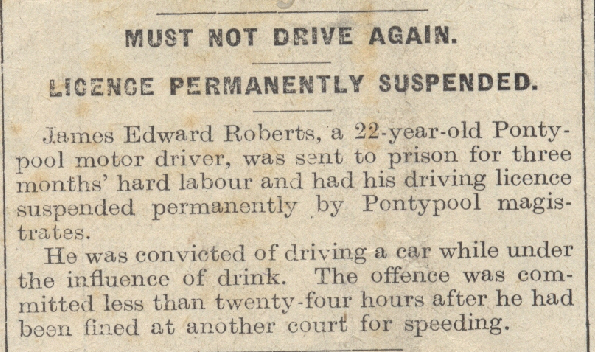 MUST NOT DRIVE AGAIN.
LICENCE PERMANENTLY SUSPENDED.
James Edward Roberts, a 22-year-old Ponty-
pool motor driver, was sent to prison for three
months' hard labour and had his driving licence
suspended permanently by Pontypool magis-
trates.
He was convicted of driving a car while under
the influence of drink. The offence was com-
mitted less than twenty-four hours after he had
been fined at another court for speeding.